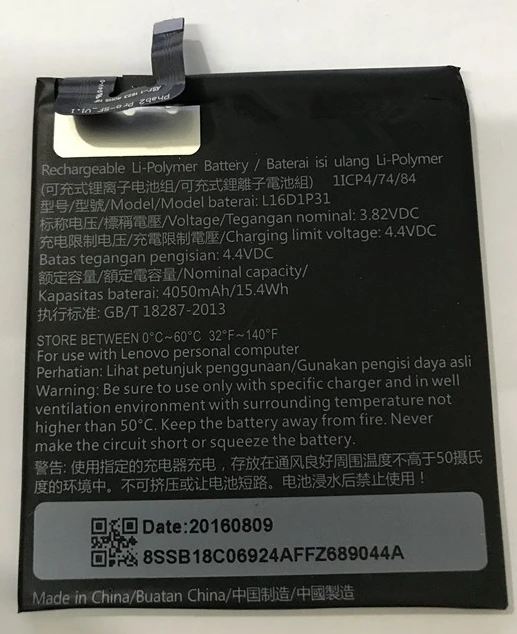 Phab2 Pro-SF_V1.1
Rechargeable Li-Polymer Battery / Baterai isi ulang Li-Polymer
(可充式锂离子电池组/可充式鋰離子電池組) 1ICP4/74/84
型号/型號/Model/Model baterai: L16D1P31
标称电压/標稱電壓/Voltage/Tegangan nominal: 3.82VDC
充电限制电压/充電限制電壓/Charging limit voltage: 4.4VDC
Batas tegangan pengisian: 4.4VDC
额定容量/額定電容量/Nominal capacity/
Kapasitas baterai: 4050mAh/15.4Wh
执行标准: GB/T 18287-2013
STORE BETWEEN 0°C~60°C 32°F~140°F
For use with Lenovo personal computer
Perhatian: Lihat petunjuk penggunaan/Gunakan pengisi daya asli
Warning: Be sure to use only with specific charger and in well
ventilation environment with surrounding temperature not
higher than 50°C. Keep the battery away from fire. Never
make the circuit short or squeeze the battery.
警告: 使用指定的充电器充电，存放在通风良好周围温度不高于50摄氏
度的环境中。不可挤压或让电池短路。电池浸水后禁止使用!
Date:20160809
8SSB18C06924AFFZ689044A
Made in China/Buatan China/中国制造/中國製造